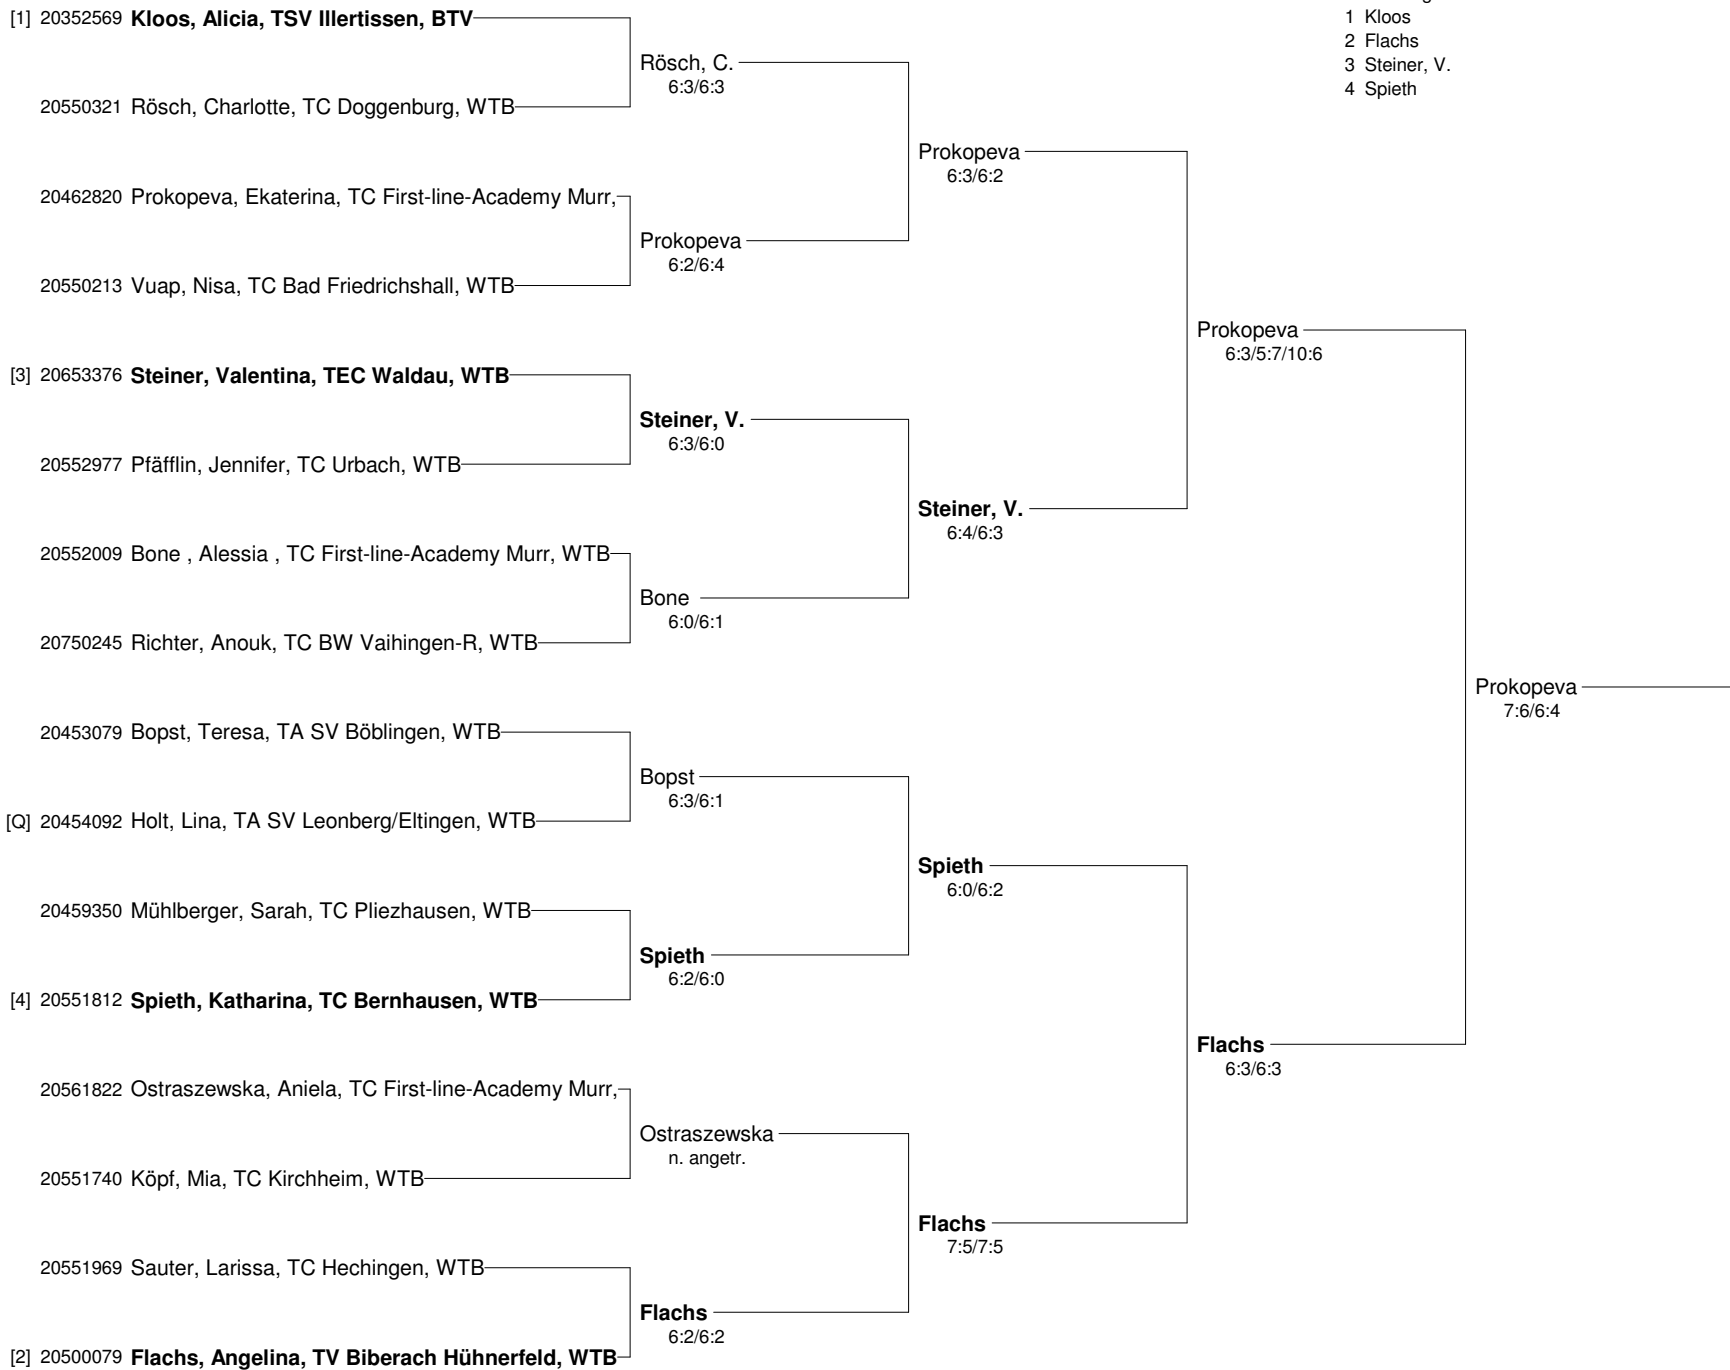 [1] 20352569 Kloos, Alicia, TSV Illertissen, BTV
1 Kloos
2 Flachs
3 Steiner, V.
4 Spieth
Rösch, C.
6:3/6:3
20550321 Rösch, Charlotte, TC Doggenburg, WTB
Prokopeva
6:3/6:2
20462820 Prokopeva, Ekaterina, TC First-line-Academy Murr,
Prokopeva
6:2/6:4
20550213 Vuap, Nisa, TC Bad Friedrichshall, WTB
Prokopeva
6:3/5:7/10:6
[3] 20653376 Steiner, Valentina, TEC Waldau, WTB
Steiner, V.
6:3/6:0
20552977 Pfäfflin, Jennifer, TC Urbach, WTB
Steiner, V.
6:4/6:3
20552009 Bone , Alessia , TC First-line-Academy Murr, WTB
Bone
6:0/6:1
20750245 Richter, Anouk, TC BW Vaihingen-R, WTB
Prokopeva
7:6/6:4
20453079 Bopst, Teresa, TA SV Böblingen, WTB
Bopst
6:3/6:1
[Q] 20454092 Holt, Lina, TA SV Leonberg/Eltingen, WTB
Spieth
6:0/6:2
20459350 Mühlberger, Sarah, TC Pliezhausen, WTB
Spieth
6:2/6:0
[4] 20551812 Spieth, Katharina, TC Bernhausen, WTB
Flachs
6:3/6:3
20561822 Ostraszewska, Aniela, TC First-line-Academy Murr,
Ostraszewska
n. angetr.
20551740 Köpf, Mia, TC Kirchheim, WTB
Flachs
7:5/7:5
20551969 Sauter, Larissa, TC Hechingen, WTB
Flachs
6:2/6:2
[2] 20500079 Flachs, Angelina, TV Biberach Hühnerfeld, WTB